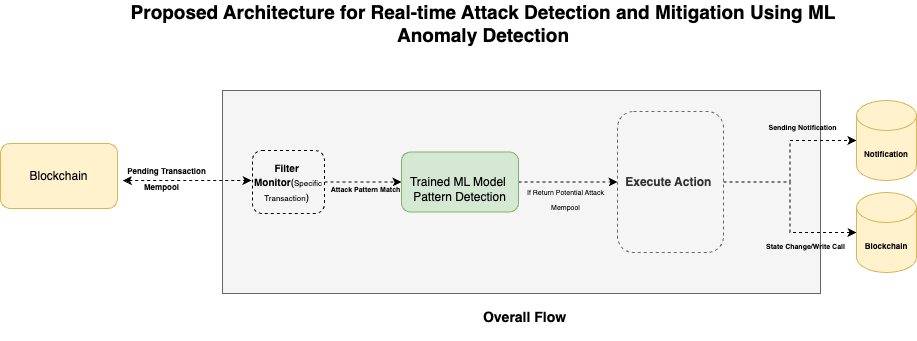 Proposed Architecture for Real-time Attack Detection and Mitigation Using ML
Anomaly Detection
Blockchain
Pending Transaction
Mempool
Filter
Monitor(Specific
Transaction)
Attack Pattern Match
Trained ML Model
Pattern Detection
If Return Potential Attack
Mempool
Execute Action
Sending Notification
Notification
State Change/Write Call
Blockchain
Overall Flow